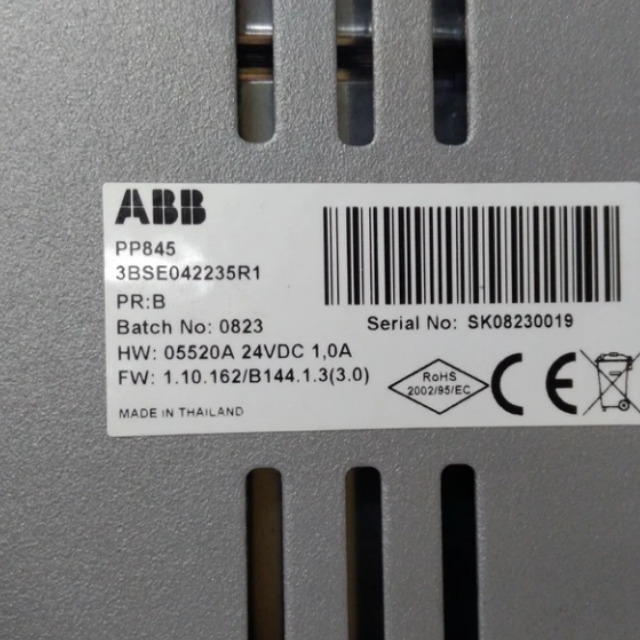 ABB
PP845
3BSE042235R1
PR:B
Batch No: 0823
Serial No: SK08230019
HW: 05520A 24VDC 1,0A
FW: 1.10.162/B144.1.3(3.0)
RoHS
2002/95/EC
CE
MADE IN THAILAND